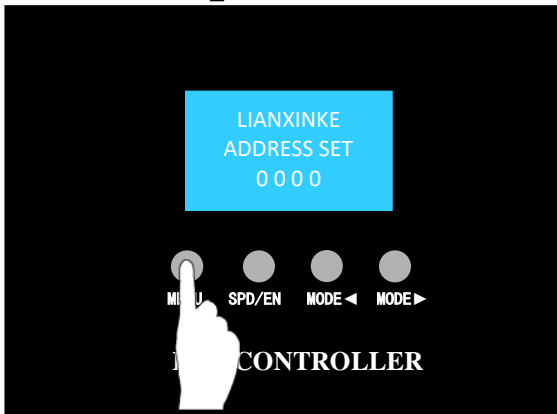 LIANXINKE
ADDRESS SET
0 0 0 0
SPD/EN MODE◄ MODE►
CONTROLLER